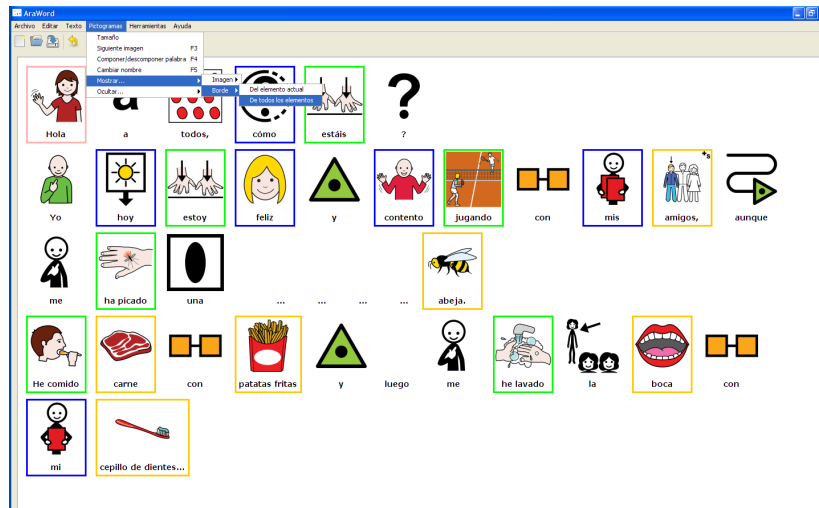 AraWord
Archivo Editar Texto Pictogramas Herramientas Ayuda
Tamaño
Siguiente imagen F3
Componer/descomponer palabra F4
Cambiar nombre F5
Mostrar...
Ocultar...
Imagen
Borde
Del elemento actual
De todos los elementos
a
?
Hola a todos, cómo estáis ?
+s
Yo hoy estoy feliz y contento jugando con mis amigos, aunque
me ha picado una ... ... ... ... abeja.
He comido carne con patatas fritas y luego me he lavado la boca con
mi cepillo de dientes...